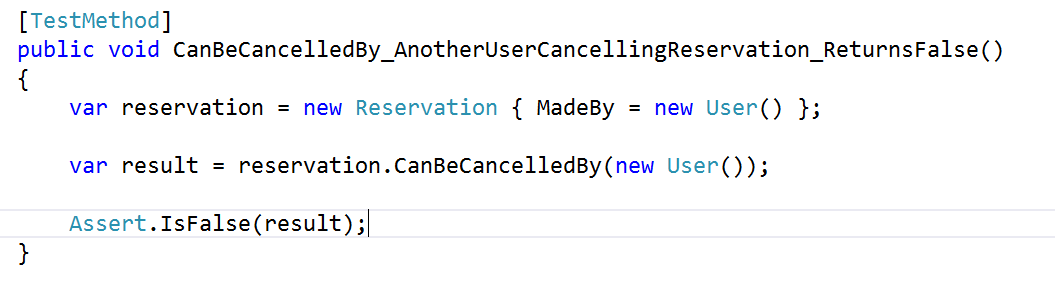 [TestMethod]
public void CanBeCancelledBy_AnotherUserCancellingReservation_ReturnsFalse()
{
    var reservation = new Reservation { MadeBy = new User() };
    var result = reservation.CanBeCancelledBy(new User());
    Assert.IsFalse(result);
}